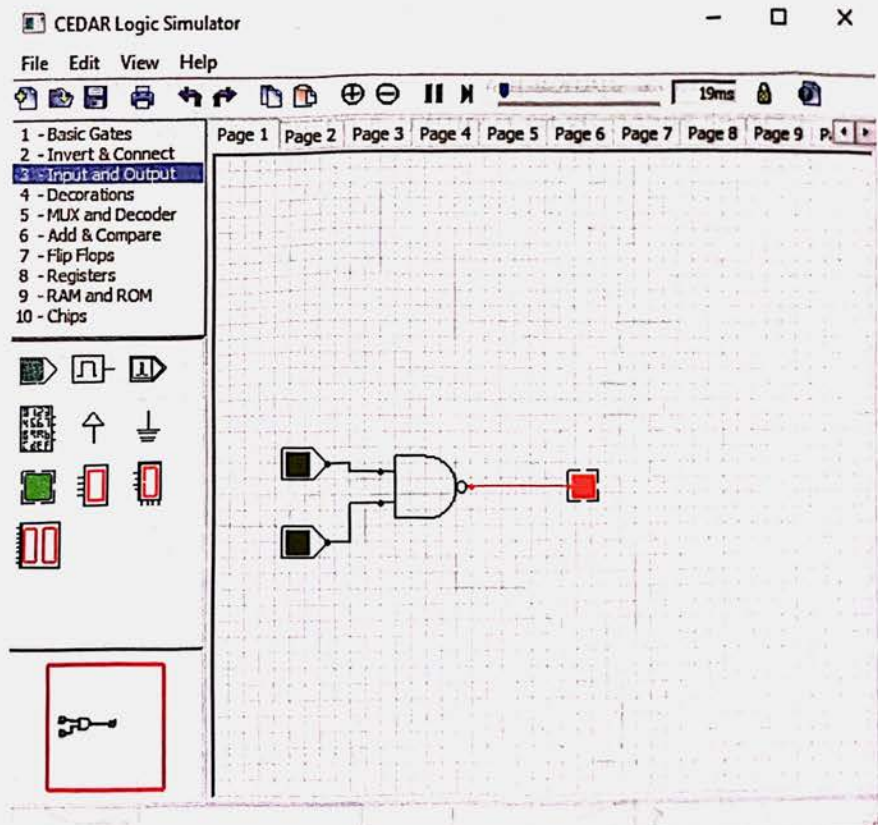 CEDAR Logic Simulator
File Edit View Help
19ms
1 - Basic Gates
2 - Invert & Connect
3 - Input and Output
4 - Decorations
5 - MUX and Decoder
6 - Add & Compare
7 - Flip Flops
8 - Registers
9 - RAM and ROM
10 - Chips
Page 1 Page 2 Page 3 Page 4 Page 5 Page 6 Page 7 Page 8 Page 9